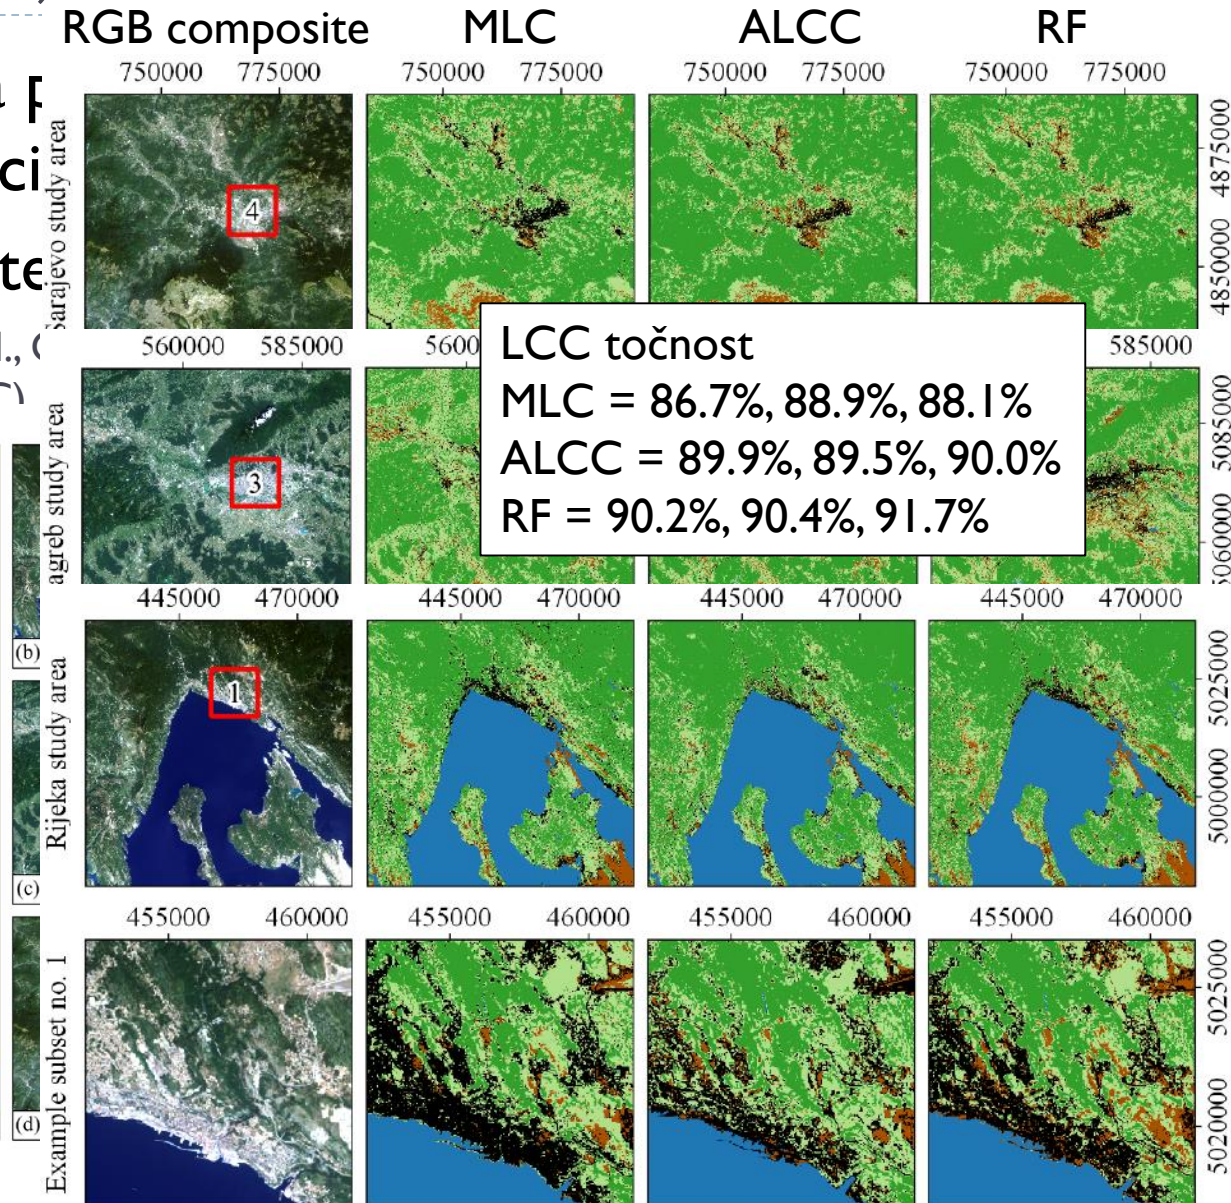 RGB composite MLC ALCC RF
750000 775000 750000 775000 750000 775000 750000 775000
Sarajevo study area
4
4875000
4850000
560000 585000 585000
agreb study area
3
5085000
LCC točnost
MLC = 86.7%, 88.9%, 88.1%
ALCC = 89.9%, 89.5%, 90.0%
RF = 90.2%, 90.4%, 91.7%
445000 470000 445000 470000 445000 470000 445000 470000
Rijeka study area
1
5025000
5000000
455000 460000 455000 460000 455000 460000 455000 460000
Example subset no. 1
5025000
5020000
(b)
(c)
(d)